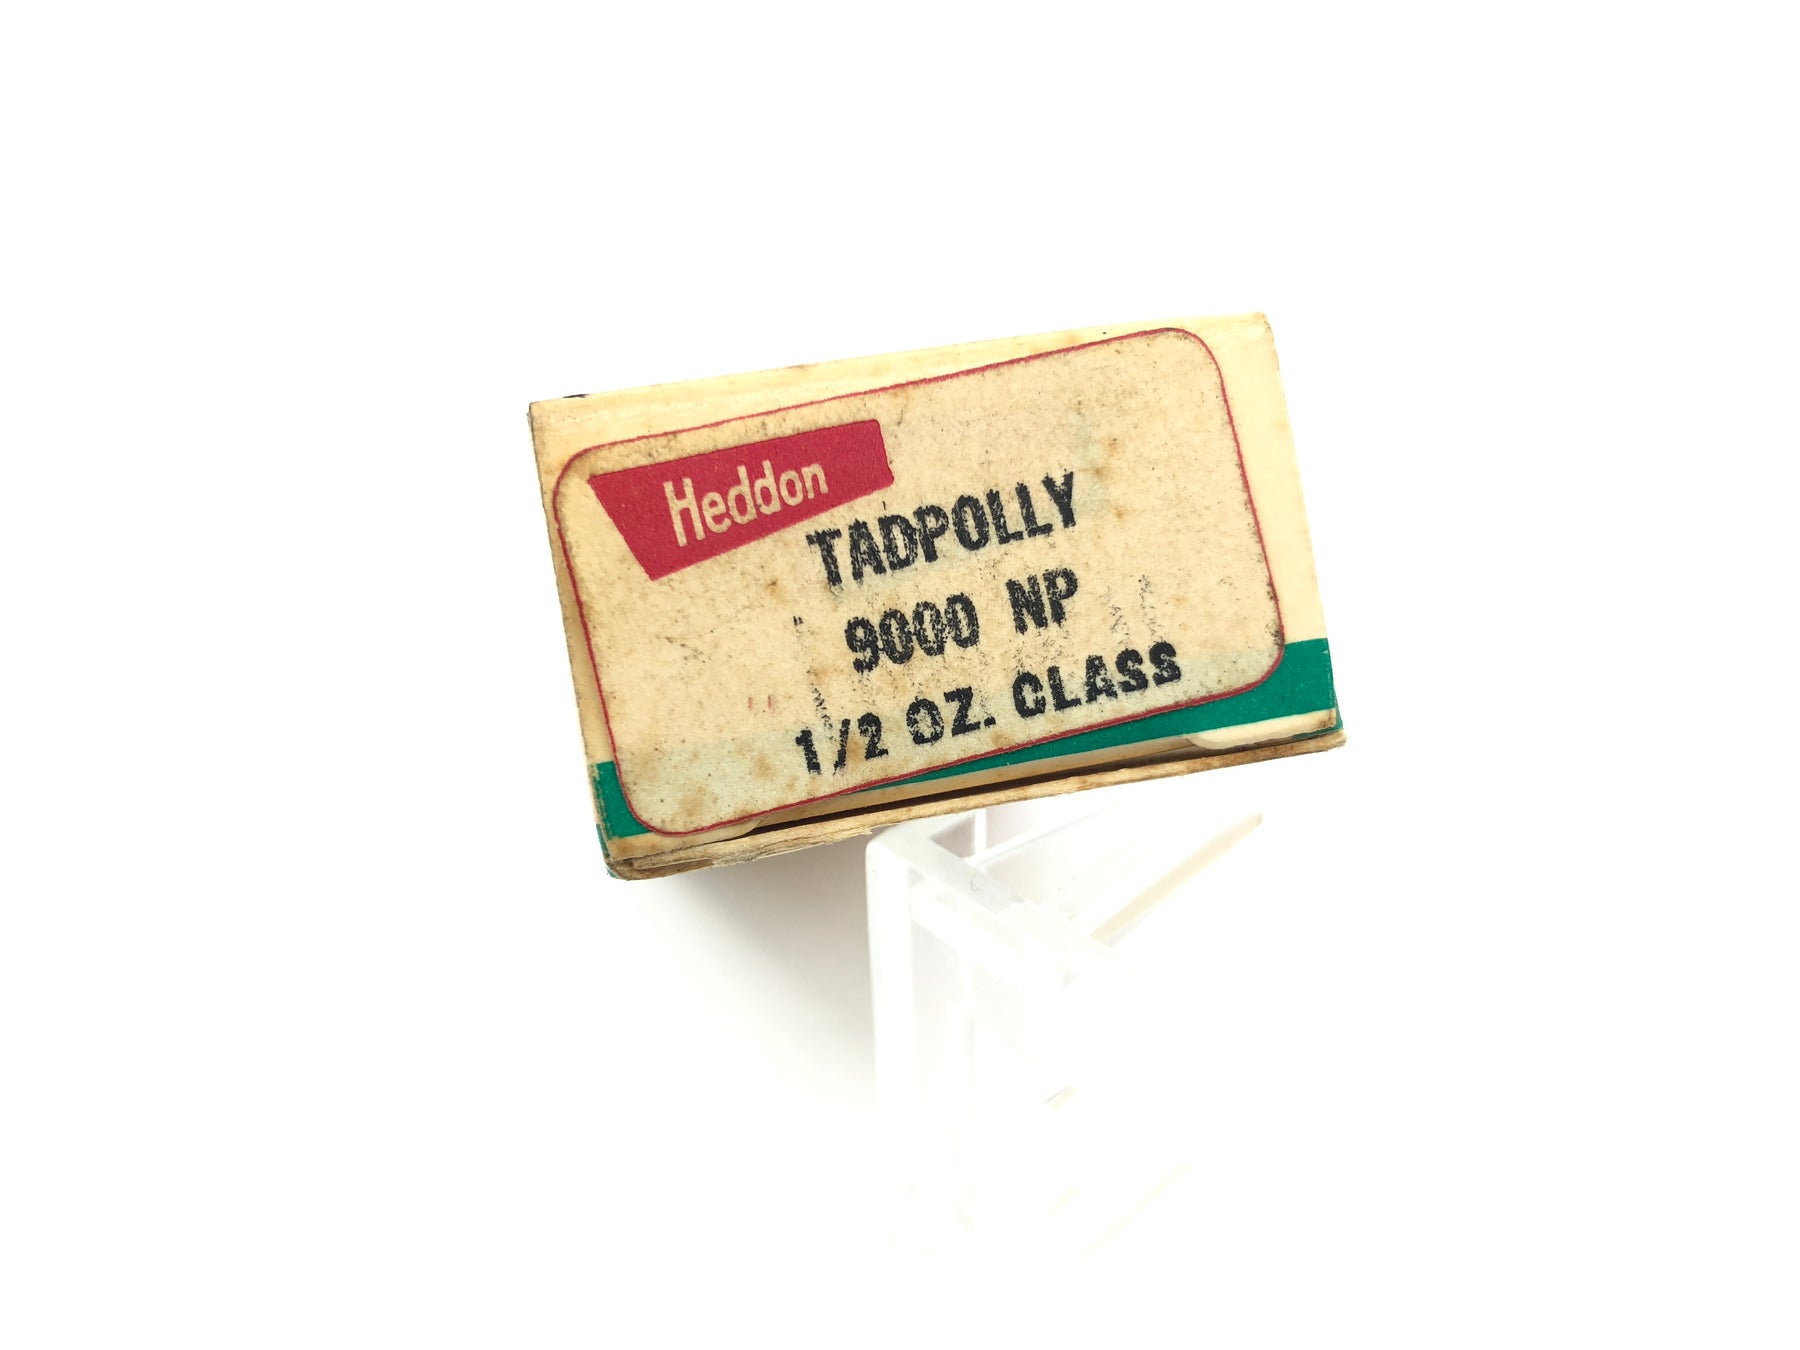 Heddon
TADPOLLY
9000 NP
1/2 OZ. CLASS